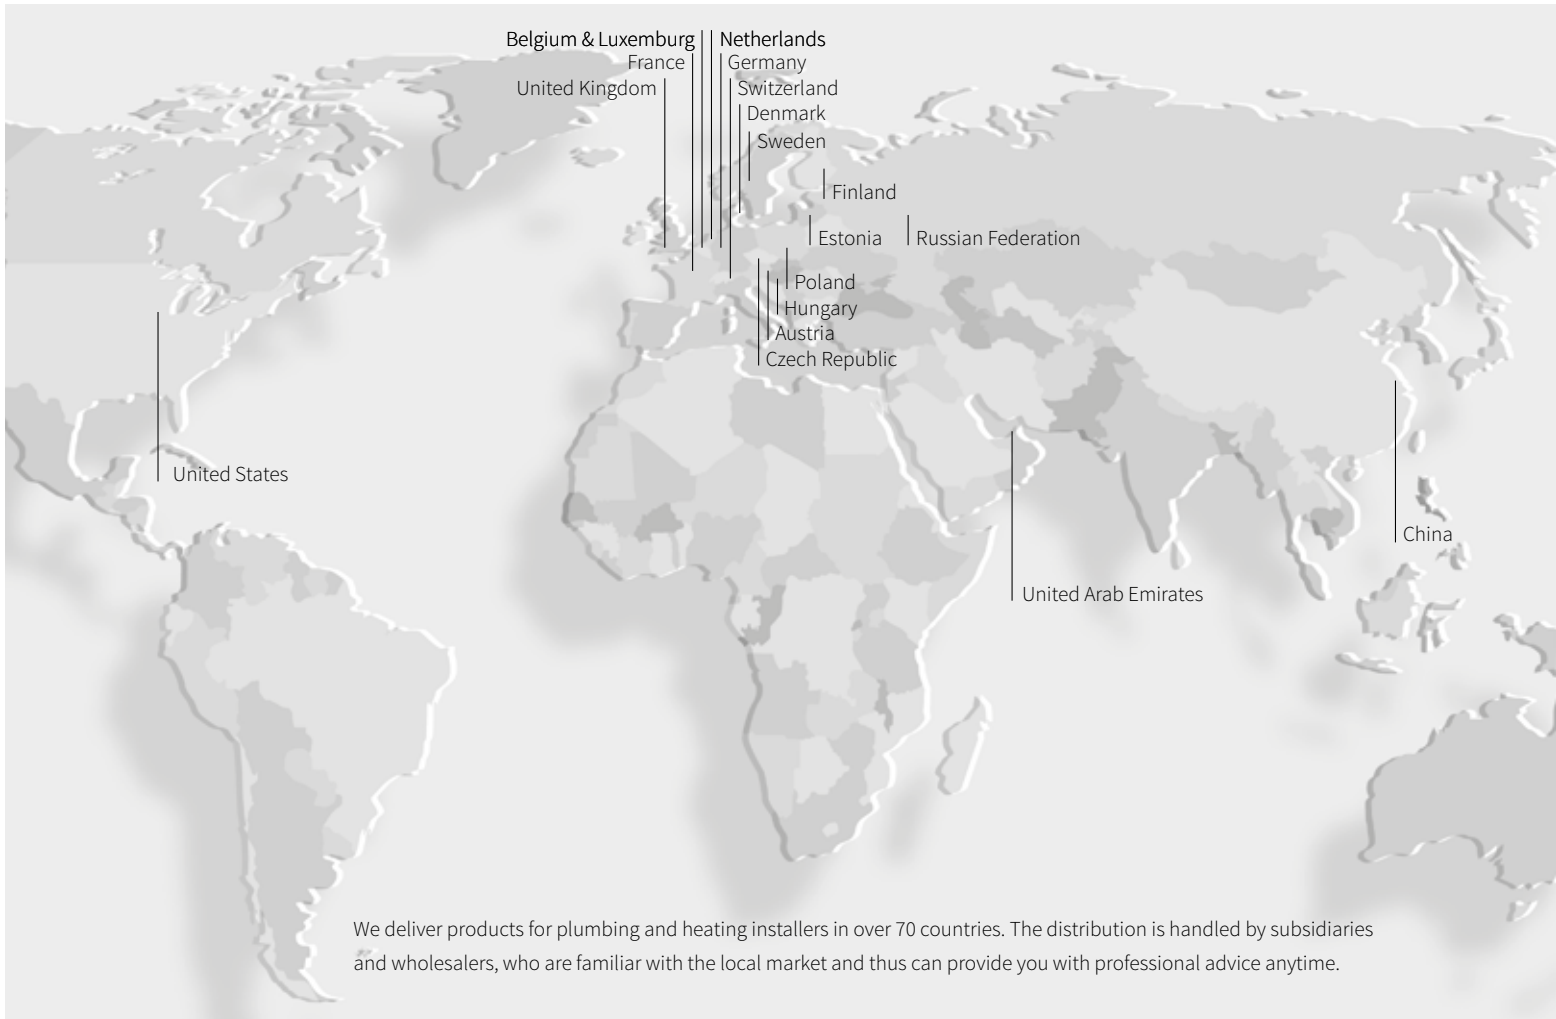 Belgium & Luxemburg
Netherlands
France
Germany
United Kingdom
Switzerland
Denmark
Sweden
Finland
Estonia
Russian Federation
Poland
Hungary
Austria
Czech Republic
United States
China
United Arab Emirates
We deliver products for plumbing and heating installers in over 70 countries. The distribution is handled by subsidiaries
and wholesalers, who are familiar with the local market and thus can provide you with professional advice anytime.